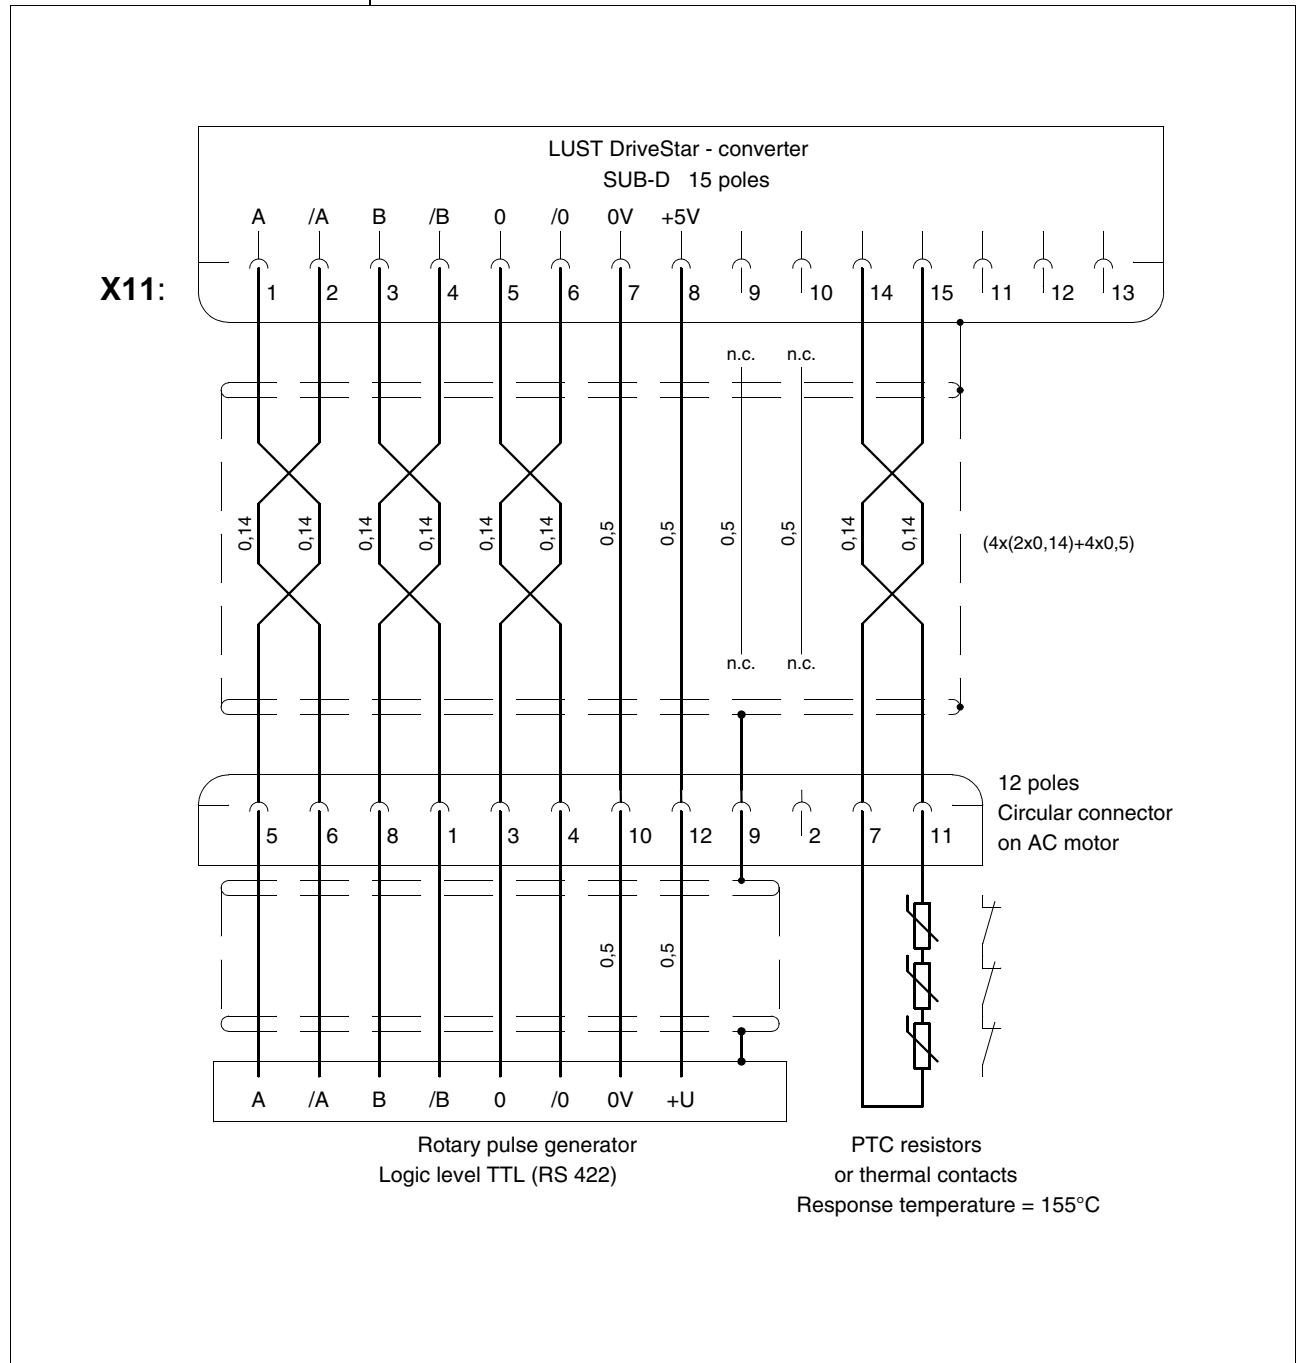 LUST DriveStar - converter
SUB-D 15 poles
A /A B /B 0 /0 0V +5V
X11:
1 2 3 4 5 6 7 8 9 10 14 15 11 12 13
n.c. n.c.
0,14 0,14 0,14 0,14 0,14 0,14 0,5 0,5 0,5 0,5 0,14 0,14
(4x(2x0,14)+4x0,5)
n.c. n.c.
12 poles
Circular connector
on AC motor
5 6 8 1 3 4 10 12 9 2 7 11
0,5 0,5
A /A B /B 0 /0 0V +U
Rotary pulse generator
Logic level TTL (RS 422)
PTC resistors
or thermal contacts
Response temperature = 155°C